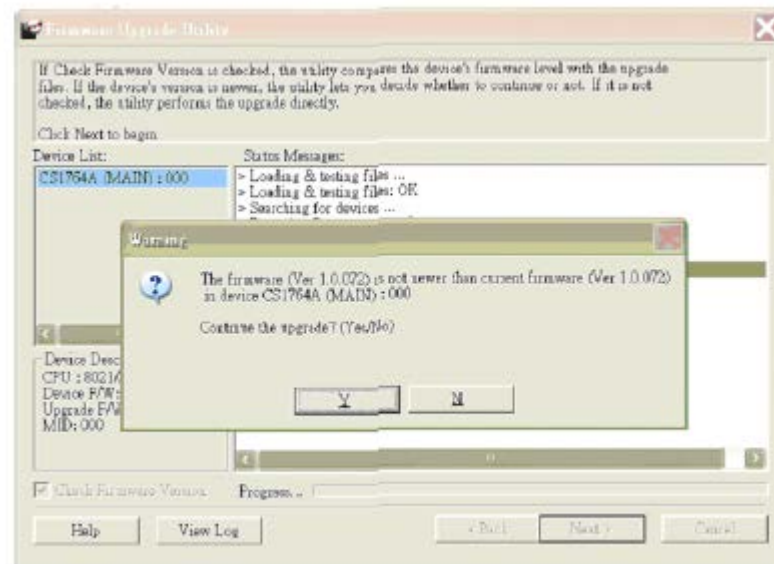 Firmware Upgrade Utility
If Check Firmware Version is checked, the utility compares the device's firmware level with the upgrade
files. If the device's version is newer, the utility lets you decide whether to continue or not. If it is not
checked, the utility performs the upgrade directly.
Click Next to begin
Device List:
Status Messages:
CS1764A (MAIN) : 000
> Loading & testing files ...
> Loading & testing files: OK
> Searching for devices ...
Warning
The firmware (Ver 1.0.072) is not newer than current firmware (Ver 1.0.072)
in device CS1764A (MAIN) : 000
Continue the upgrade? (Yes/No)
Y
N
Device Desc
CPU : 8021
Device F/W:
Upgrade F/W
MID: 000
Check Firmware Version
Progress...
Help
View Log
< Back
Next >
Cancel